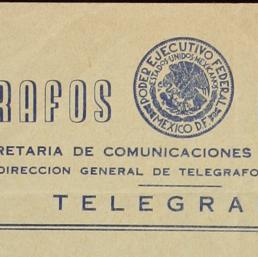 RAFOS
PODER EJECUTIVO FEDERAL
ESTADOS UNIDOS MEXICANOS
MEXICO D.F.
RETARIA DE COMUNICACIONES
DIRECCION GENERAL DE TELEGRAFO
TELEGRA